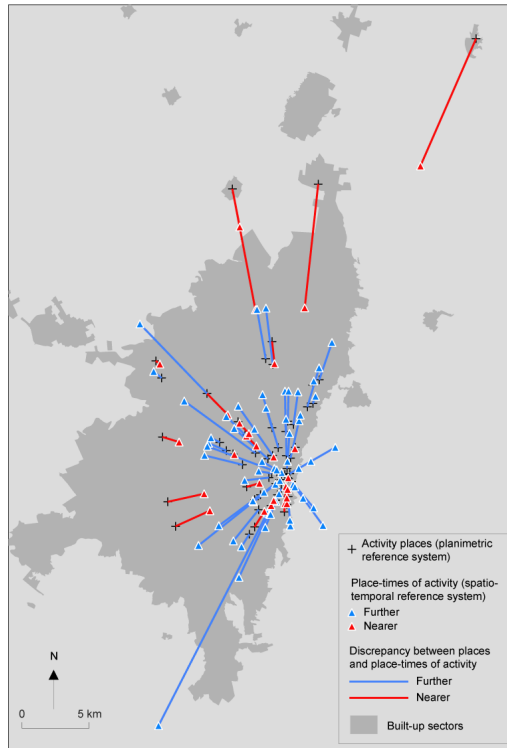 Activity places (planimetric
reference system)
Place-times of activity (spatio-
temporal reference system)
Further
Nearer
Discrepancy between places
and place-times of activity
Further
Nearer
Built-up sectors
N
0 5 km